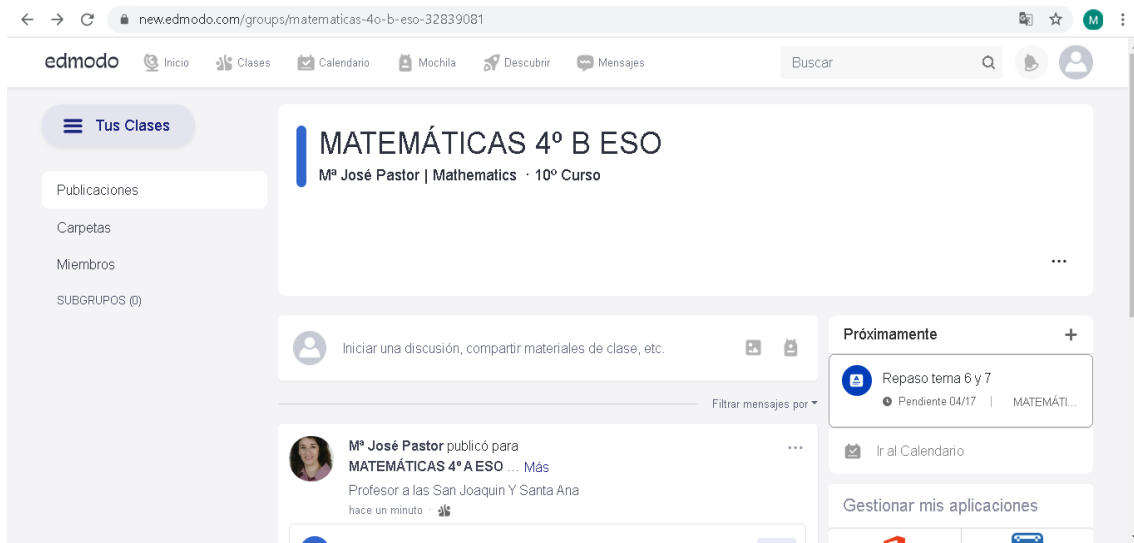 new.edmodo.com/groups/matematicas-4o-b-eso-32839081
M
edmodo Inicio Clases Calendario Mochila Descubrir Mensajes Buscar
Tus Clases
Publicaciones
Carpetas
Miembros
SUBGRUPOS (0)
MATEMÁTICAS 4º B ESO
Mª José Pastor | Mathematics · 10º Curso
...
Iniciar una discusión, compartir materiales de clase, etc.
Filtrar mensajes por
Mª José Pastor publicó para
MATEMÁTICAS 4º A ESO ... Más
Profesor a las San Joaquin Y Santa Ana
hace un minuto ·
Próximamente +
Repaso tema 6 y 7
Pendiente 04/17 | MATEMÁTI...
Ir al Calendario
Gestionar mis aplicaciones